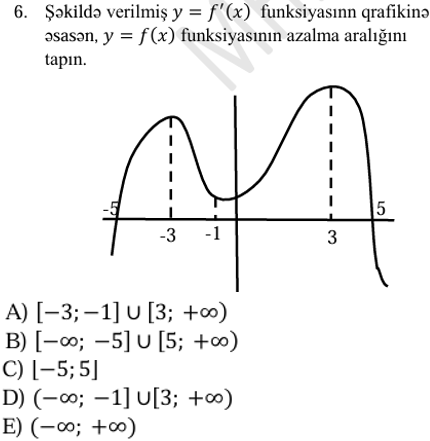 6. Şəkildə verilmiş y = f′(x) funksiyasınn qrafikinə
əsasən, y = f(x) funksiyasının azalma aralığını
tapın.
-5
5
-3
-1
3
A) [−3; −1] ∪ [3; +∞)
B) [−∞; −5] ∪ [5; +∞)
C) [−5; 5]
D) (−∞; −1] ∪[3; +∞)
E) (−∞; +∞)